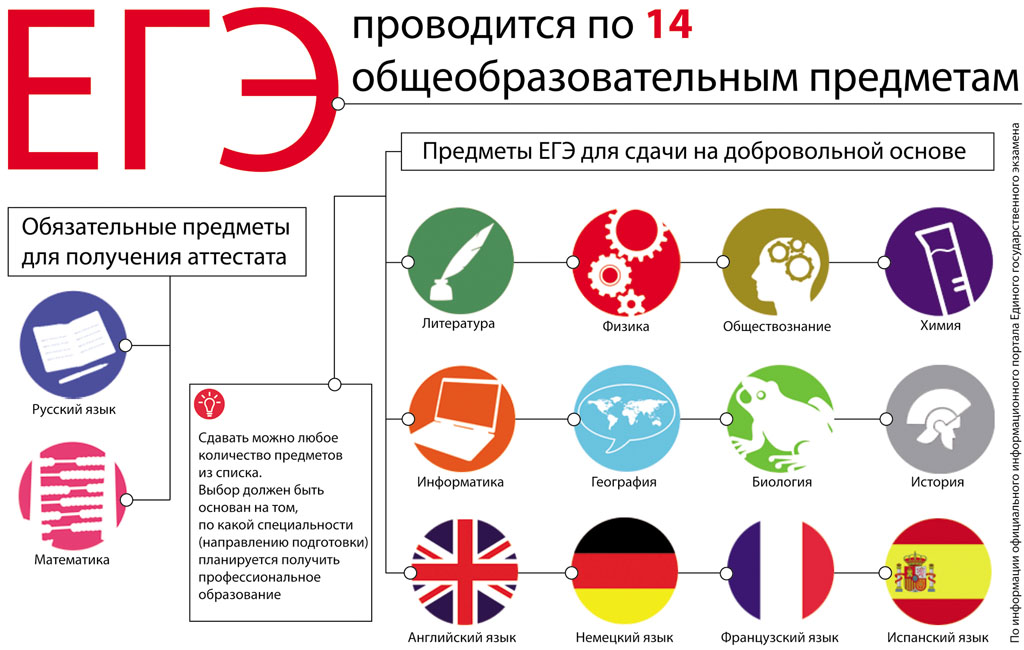 ЕГЭ
проводится по 14
общеобразовательным предметам
Обязательные предметы
для получения аттестата
Русский язык
Математика
Сдавать можно любое
количество предметов
из списка.
Выбор должен быть
основан на том,
по какой специальности
(направлению подготовки)
планируется получить
профессиональное
образование
Предметы ЕГЭ для сдачи на добровольной основе
Литература
Физика
Обществознание
Химия
Информатика
География
Биология
История
Английский язык
Немецкий язык
Французский язык
Испанский язык
По информации официального информационного портала Единого государственного экзамена